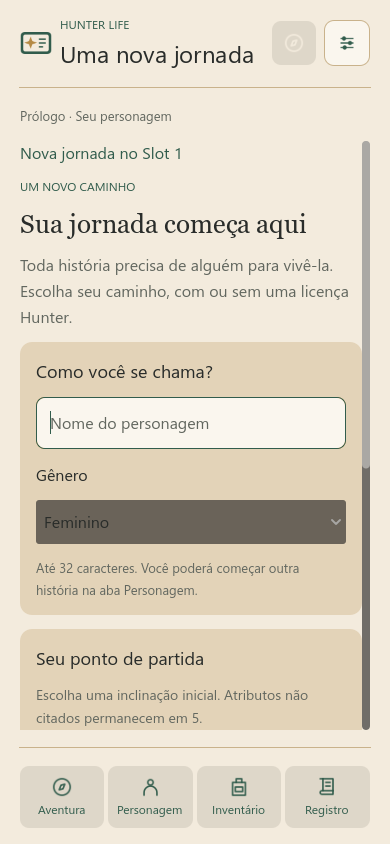 HUNTER LIFE
Uma nova jornada
Prólogo · Seu personagem
Nova jornada no Slot 1
UM NOVO CAMINHO
Sua jornada começa aqui
Toda história precisa de alguém para vivê-la.
Escolha seu caminho, com ou sem uma licença
Hunter.
Como você se chama?
Nome do personagem
Gênero
Feminino
Até 32 caracteres. Você poderá começar outra
história na aba Personagem.
Seu ponto de partida
Escolha uma inclinação inicial. Atributos não
citados permanecem em 5.
Aventura
Personagem
Inventário
Registro